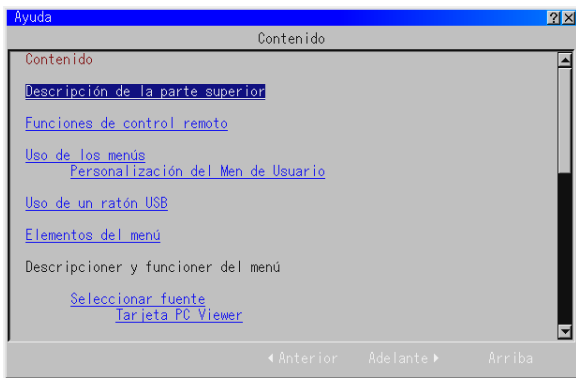 Ayuda
Contenido
Contenido
Descripción de la parte superior
Funciones de control remoto
Uso de los menús
Personalización del Men de Usuario
Uso de un ratón USB
Elementos del menú
Descripcioner y funcioner del menú
Seleccionar fuente
Tarjeta PC Viewer
Anterior Adelante Arriba